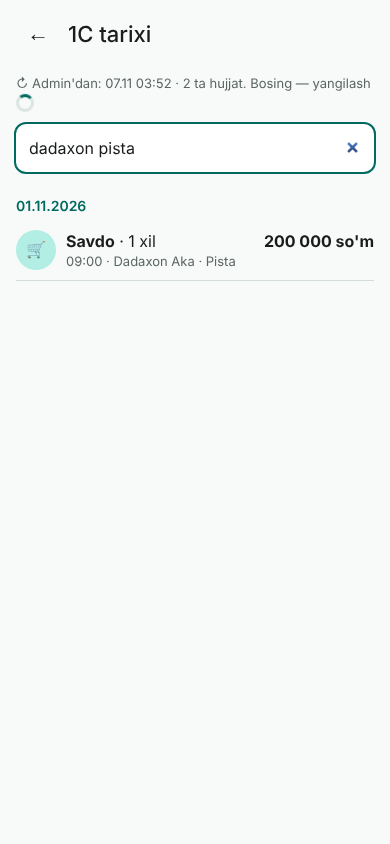 ← 1C tarixi
↻ Admin'dan: 07.11 03:52 · 2 ta hujjat. Bosing — yangilash
dadaxon pista
01.11.2026
Savdo · 1 xil 200 000 so'm
09:00 · Dadaxon Aka · Pista